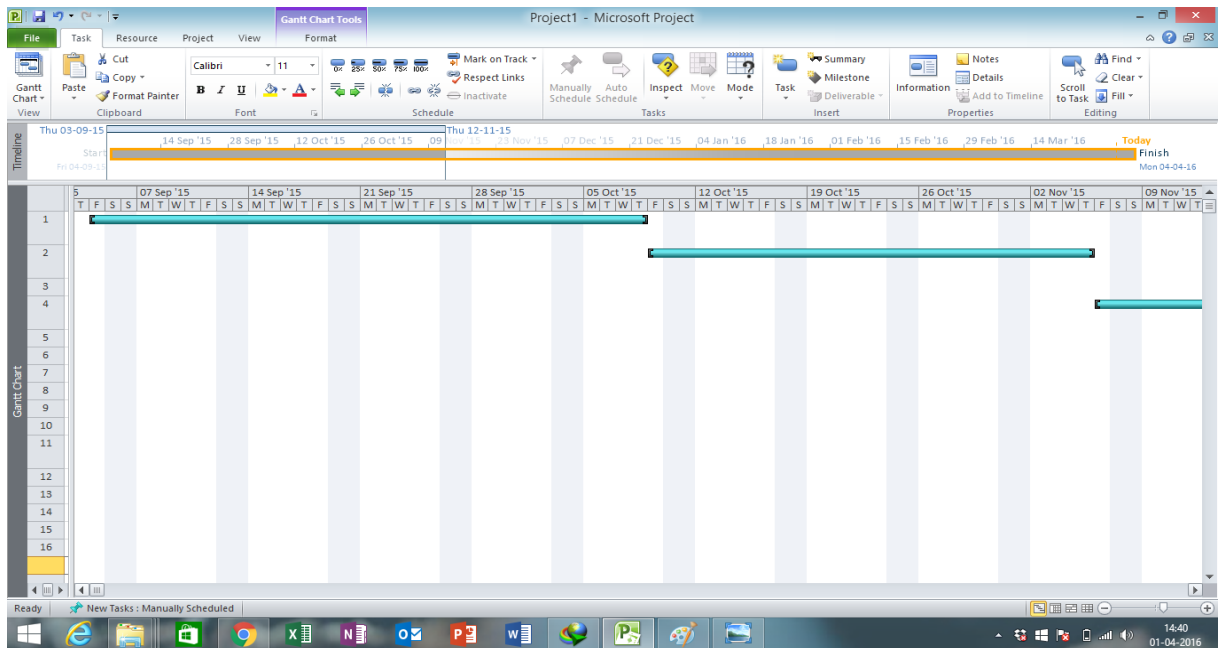 Gantt Chart Tools
Project1 - Microsoft Project
File Task Resource Project View Format
Gantt Chart
View
Paste
Cut
Copy
Format Painter
Clipboard
Calibri 11
B I U A
Font
0% 25% 50% 75% 100%
Mark on Track
Respect Links
Inactivate
Schedule
Manually Schedule
Auto Schedule
Inspect Move Mode
Tasks
Task
Summary
Milestone
Deliverable
Insert
Information
Notes
Details
Add to Timeline
Properties
Scroll to Task
Find
Clear
Fill
Editing
Timeline
Thu 03-09-15 Thu 12-11-15
14 Sep '15 28 Sep '15 12 Oct '15 26 Oct '15 09 Nov '15 23 Nov '15 07 Dec '15 21 Dec '15 04 Jan '16 18 Jan '16 01 Feb '16 15 Feb '16 29 Feb '16 14 Mar '16 Today
Start Finish
Fri 04-09-15 Mon 04-04-16
5 07 Sep '15 14 Sep '15 21 Sep '15 28 Sep '15 05 Oct '15 12 Oct '15 19 Oct '15 26 Oct '15 02 Nov '15 09 Nov '15
T F S S M T W T F S S M T W T F S S M T W T F S S M T W T F S S M T W T F S S M T W T F S S M T W T F S S M T W T F S S M T W T F S S M T W T
Gantt Chart
1
2
3
4
5
6
7
8
9
10
11
12
13
14
15
16
Ready New Tasks : Manually Scheduled
14:40
01-04-2016